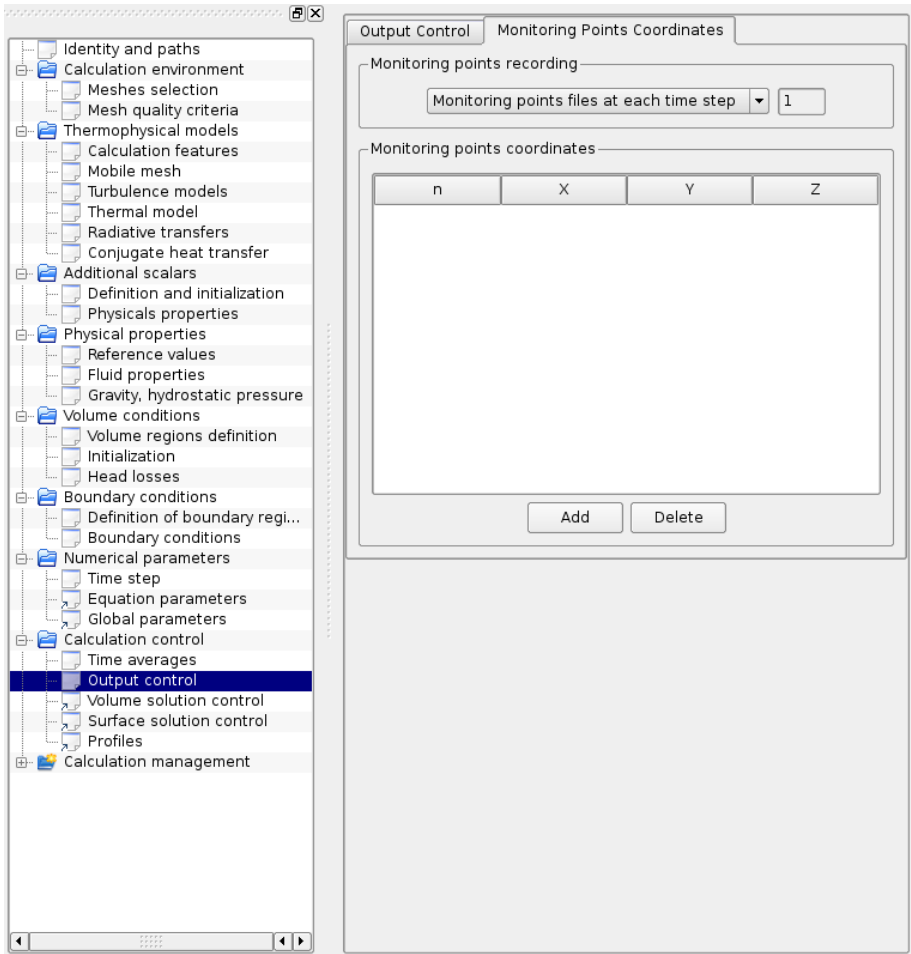 Identity and paths
Calculation environment
Meshes selection
Mesh quality criteria
Thermophysical models
Calculation features
Mobile mesh
Turbulence models
Thermal model
Radiative transfers
Conjugate heat transfer
Additional scalars
Definition and initialization
Physicals properties
Physical properties
Reference values
Fluid properties
Gravity, hydrostatic pressure
Volume conditions
Volume regions definition
Initialization
Head losses
Boundary conditions
Definition of boundary regi...
Boundary conditions
Numerical parameters
Time step
Equation parameters
Global parameters
Calculation control
Time averages
Output control
Volume solution control
Surface solution control
Profiles
Calculation management
Output Control Monitoring Points Coordinates
Monitoring points recording
Monitoring points files at each time step 1
Monitoring points coordinates
n X Y Z
Add Delete